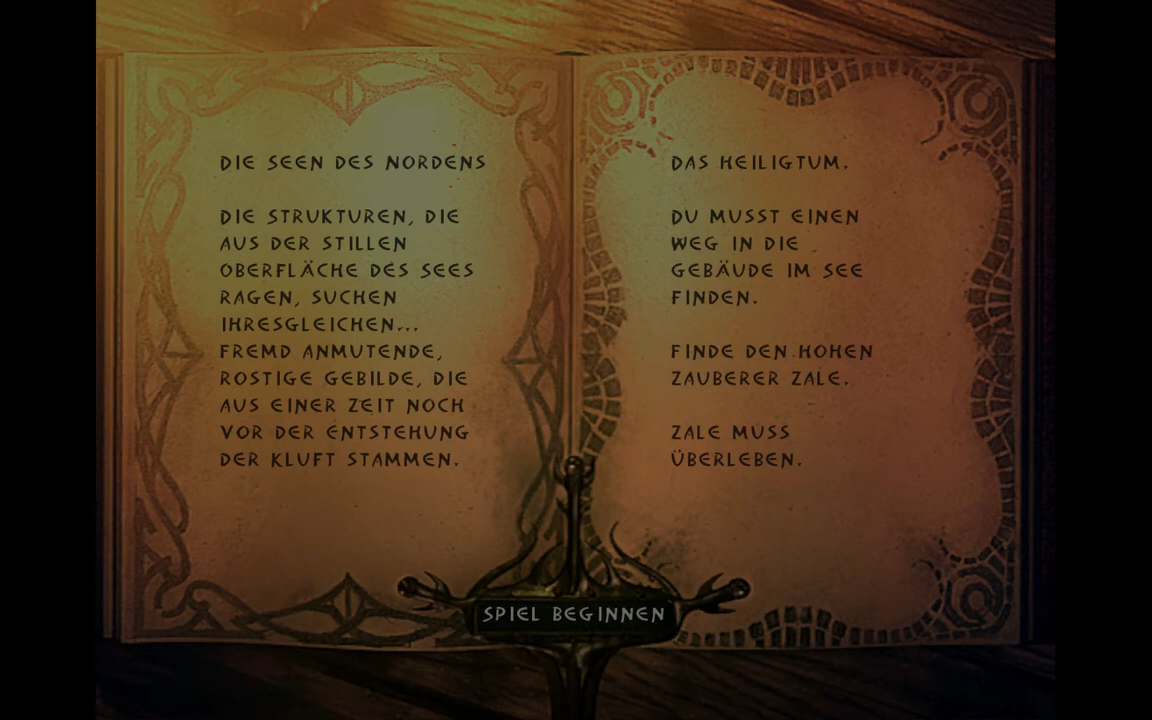 DIE SEEN DES NORDENS
DIE STRUKTUREN, DIE
AUS DER STILLEN
OBERFLÄCHE DES SEES
RAGEN, SUCHEN
IHRESGLEICHEN...
FREMD ANMUTENDE,
ROSTIGE GEBILDE, DIE
AUS EINER ZEIT NOCH
VOR DER ENTSTEHUNG
DER KLUFT STAMMEN.
DAS HEILIGTUM.
DU MUSST EINEN
WEG IN DIE
GEBÄUDE IM SEE
FINDEN.
FINDE DEN HOHEN
ZAUBERER ZALE.
ZALE MUSS
ÜBERLEBEN.
SPIEL BEGINNEN